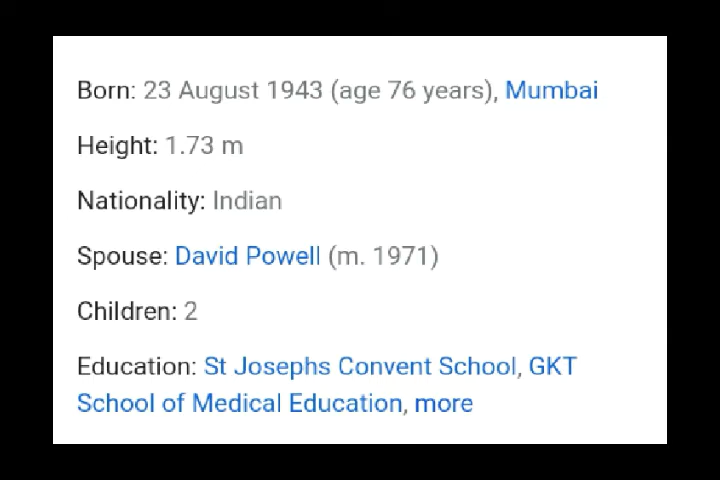 Born: 23 August 1943 (age 76 years), Mumbai
Height: 1.73 m
Nationality: Indian
Spouse: David Powell (m. 1971)
Children: 2
Education: St Josephs Convent School, GKT
School of Medical Education, more